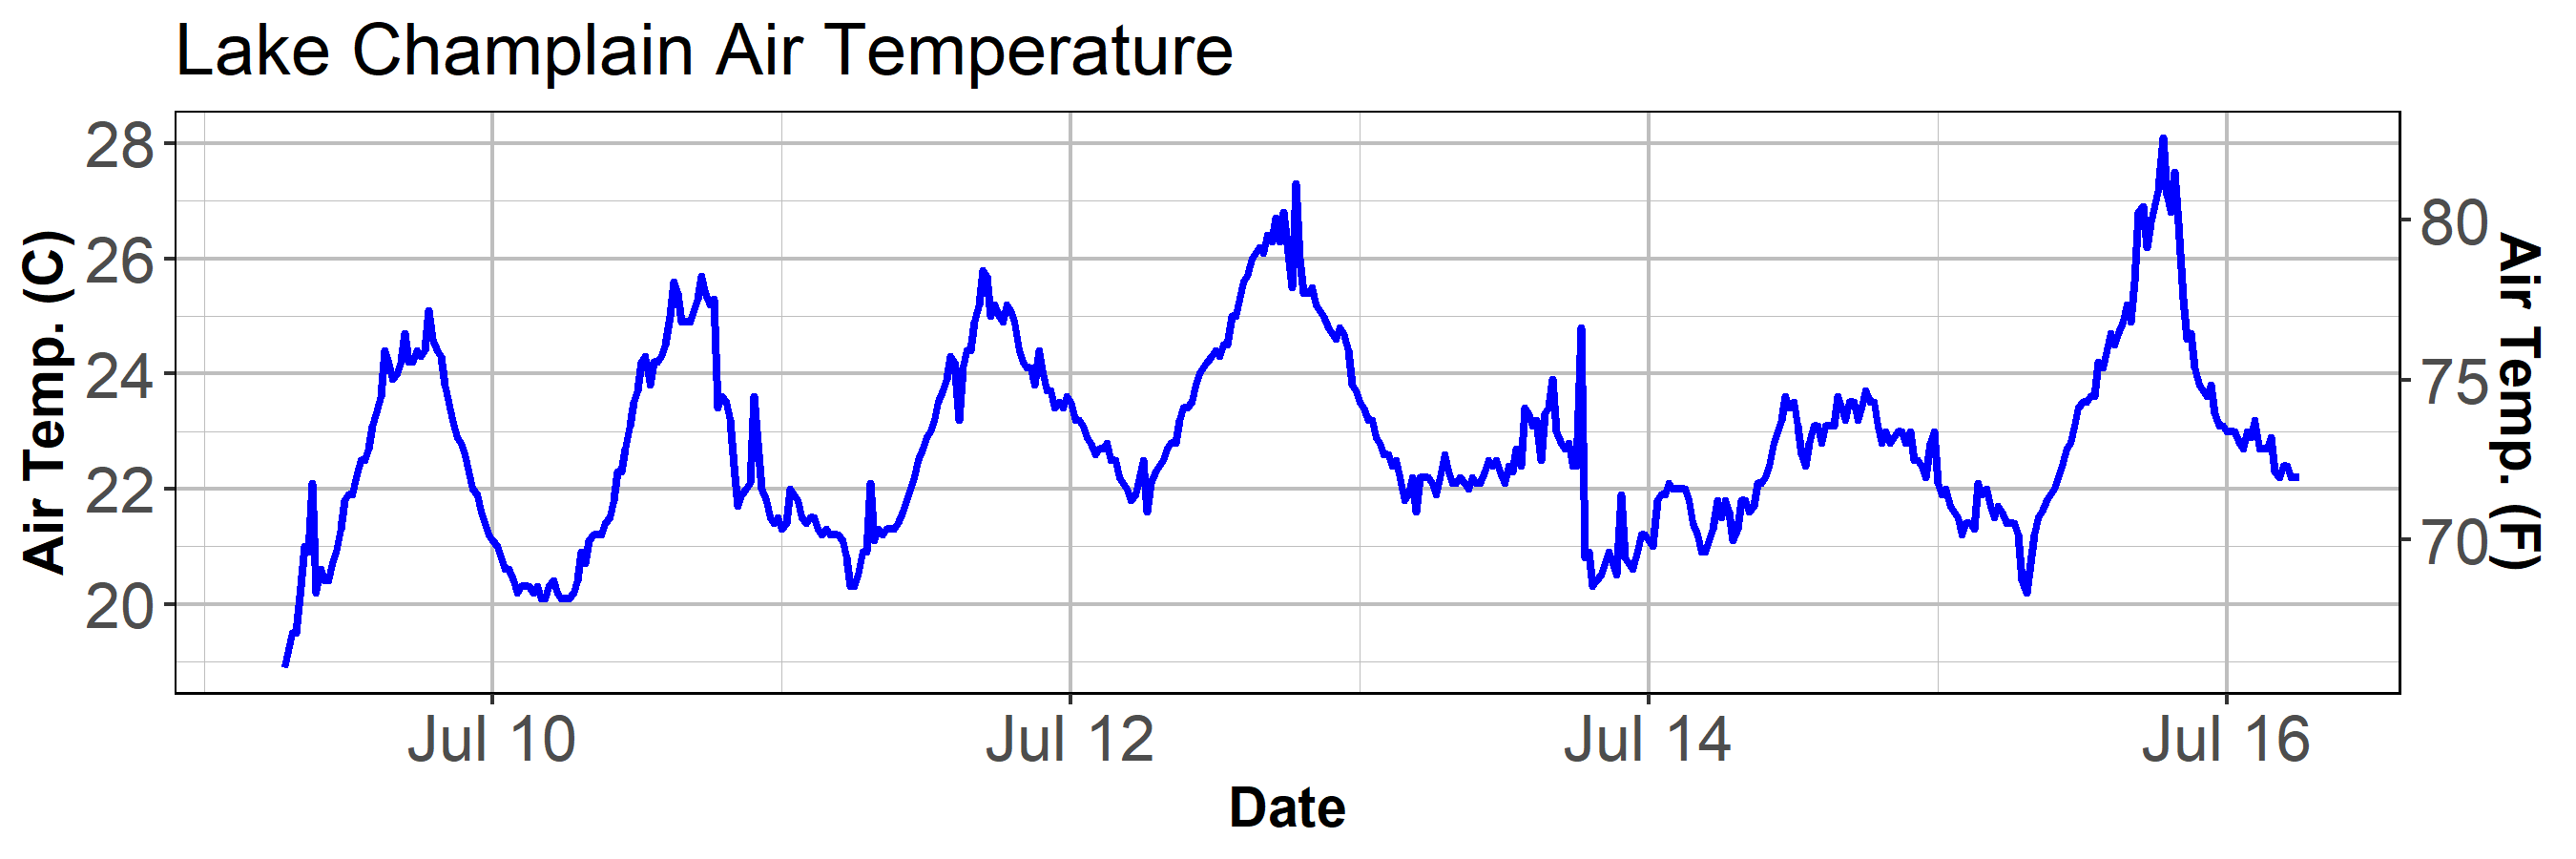 Lake Champlain Air Temperature
Air Temp. (C)
28
26
24
22
20
80
75
70
Air Temp. (F)
Jul 10
Jul 12
Jul 14
Jul 16
Date